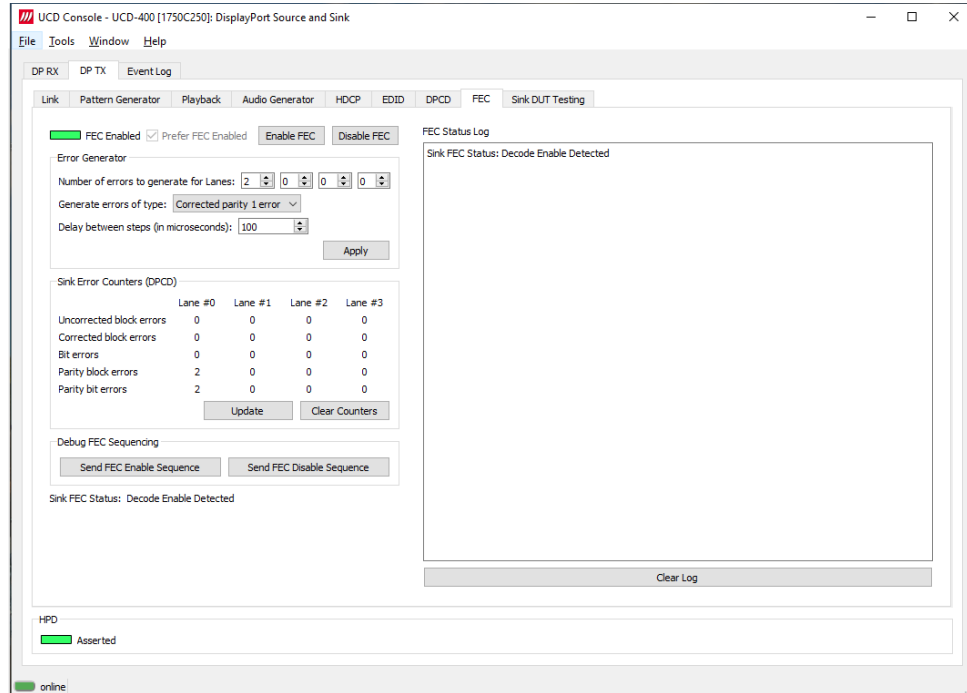 UCD Console - UCD-400 [1750C250]: DisplayPort Source and Sink
File Tools Window Help
DP RX DP TX Event Log
Link Pattern Generator Playback Audio Generator HDCP EDID DPCD FEC Sink DUT Testing
FEC Enabled Prefer FEC Enabled Enable FEC Disable FEC
Error Generator
Number of errors to generate for Lanes: 2 0 0 0
Generate errors of type: Corrected parity 1 error
Delay between steps (in microseconds): 100
Apply
Sink Error Counters (DPCD)
Lane #0 Lane #1 Lane #2 Lane #3
Uncorrected block errors 0 0 0 0
Corrected block errors 0 0 0 0
Bit errors 0 0 0 0
Parity block errors 2 0 0 0
Parity bit errors 2 0 0 0
Update Clear Counters
Debug FEC Sequencing
Send FEC Enable Sequence Send FEC Disable Sequence
Sink FEC Status: Decode Enable Detected
FEC Status Log
Sink FEC Status: Decode Enable Detected
Clear Log
HPD
Asserted
online